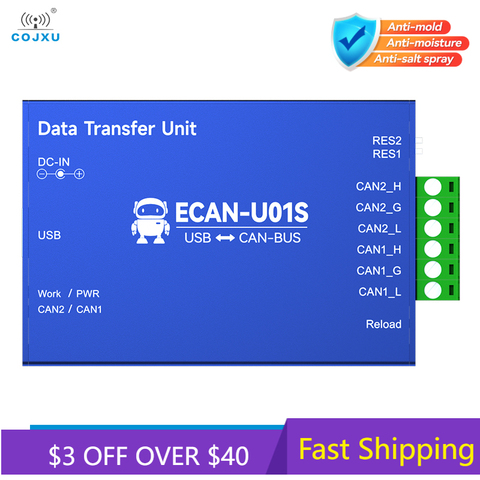 COJXU
Anti-mold
Anti-moisture
Anti-salt spray
Data Transfer Unit
DC-IN
RES2
RES1
CAN2_H
CAN2_G
CAN2_L
CAN1_H
CAN1_G
CAN1_L
ECAN-U01S
USB ↔ CAN-BUS
USB
Work / PWR
CAN2 / CAN1
Reload
$3 OFF OVER $40
Fast Shipping